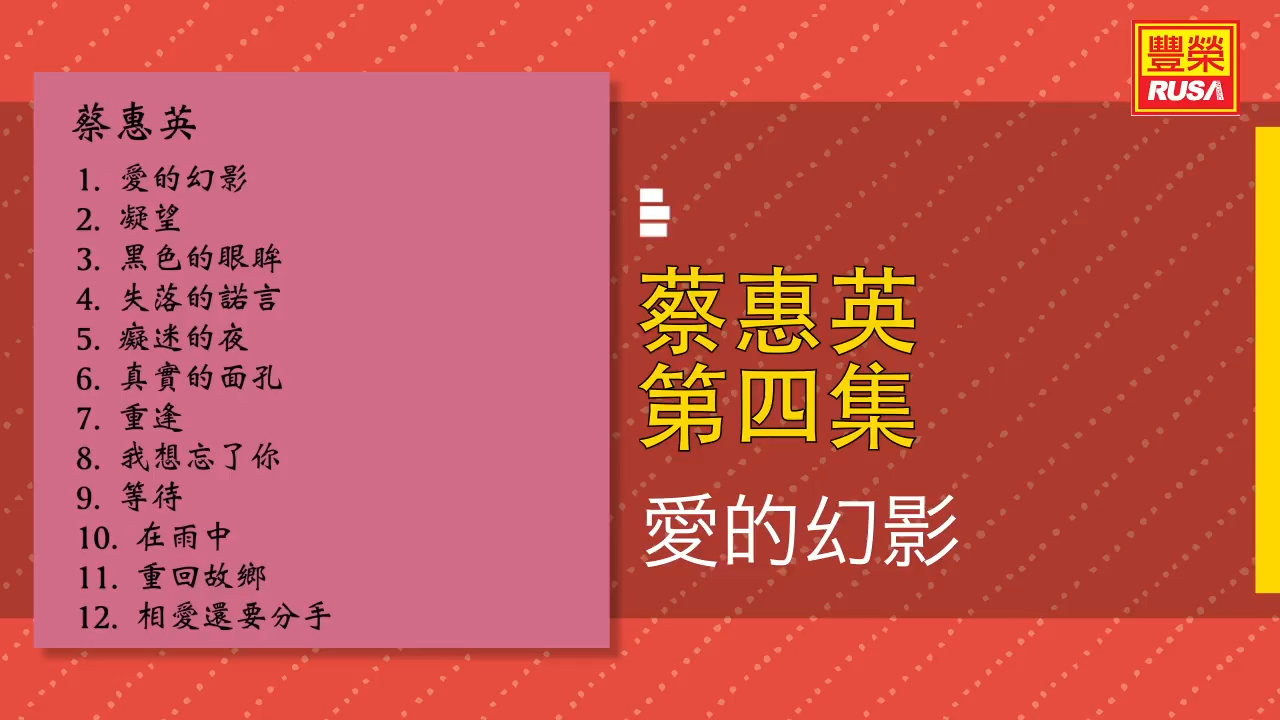 蔡惠英
1. 愛的幻影
2. 凝望
3. 黑色的眼眸
4. 失落的諾言
5. 癡迷的夜
6. 真實的面孔
7. 重逢
8. 我想忘了你
9. 等待
10. 在雨中
11. 重回故鄉
12. 相愛還要分手
豐榮
RUSA
蔡惠英
第四集
愛的幻影